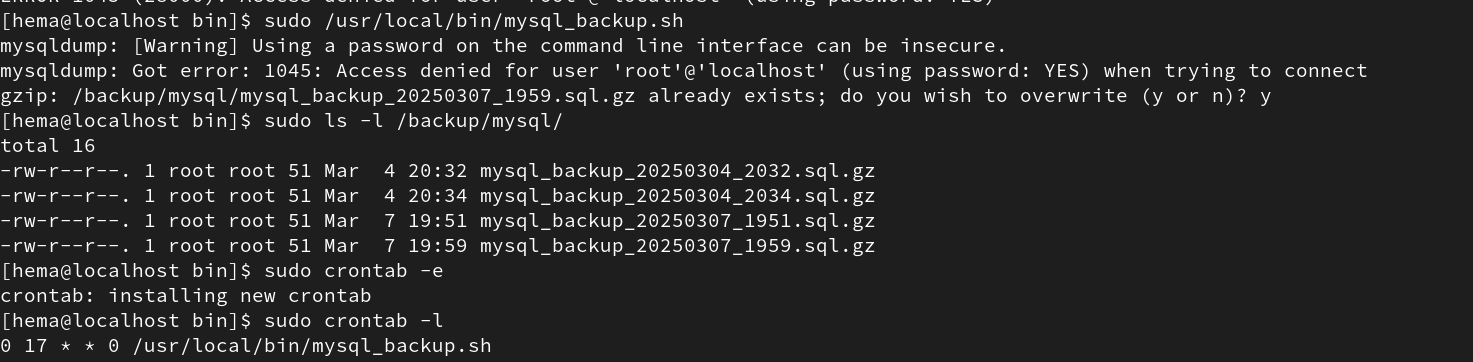 [hema@localhost bin]$ sudo /usr/local/bin/mysql_backup.sh
mysqldump: [Warning] Using a password on the command line interface can be insecure.
mysqldump: Got error: 1045: Access denied for user 'root'@'localhost' (using password: YES) when trying to connect
gzip: /backup/mysql/mysql_backup_20250307_1959.sql.gz already exists; do you wish to overwrite (y or n)? y
[hema@localhost bin]$ sudo ls -l /backup/mysql/
total 16
-rw-r--r--. 1 root root 51 Mar  4 20:32 mysql_backup_20250304_2032.sql.gz
-rw-r--r--. 1 root root 51 Mar  4 20:34 mysql_backup_20250304_2034.sql.gz
-rw-r--r--. 1 root root 51 Mar  7 19:51 mysql_backup_20250307_1951.sql.gz
-rw-r--r--. 1 root root 51 Mar  7 19:59 mysql_backup_20250307_1959.sql.gz
[hema@localhost bin]$ sudo crontab -e
crontab: installing new crontab
[hema@localhost bin]$ sudo crontab -l
0 17 * * 0 /usr/local/bin/mysql_backup.sh